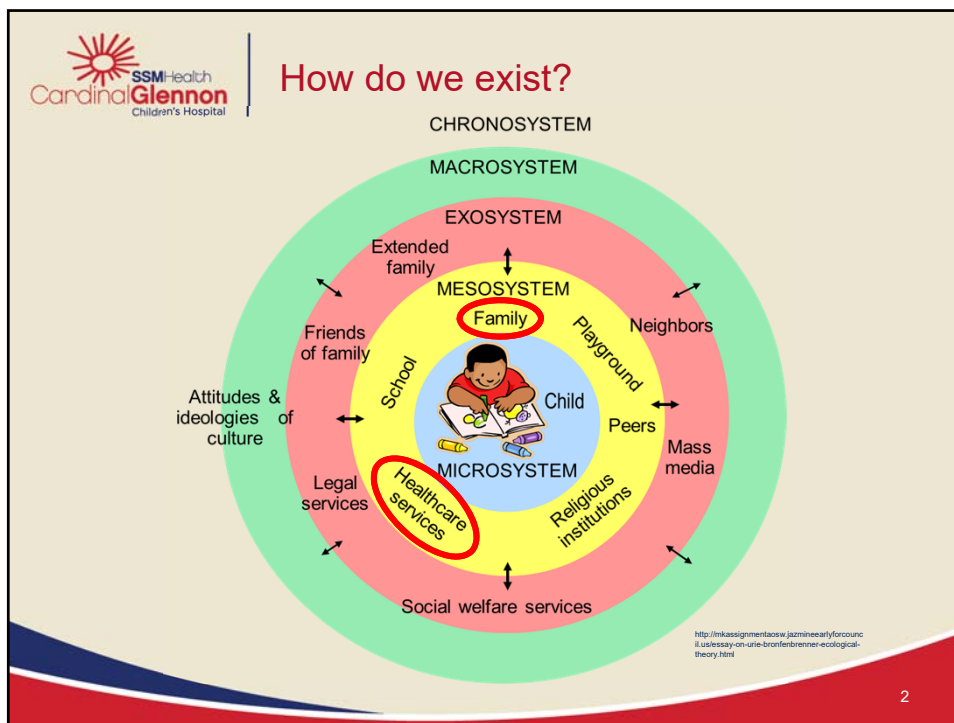 SSMHealth
CardinalGlennon
Children's Hospital
How do we exist?
CHRONOSYSTEM
MACROSYSTEM
EXOSYSTEM
Extended
family
MESOSYSTEM
Family
Playground
Neighbors
Friends
of family
School
Attitudes &
ideologies of
culture
Child
Peers
Mass
media
MICROSYSTEM
Legal
services
Healthcare
services
Religious
institutions
Social welfare services
http://mkassignmentaosw.jazmineearlyforcounc
il.us/essay-on-urie-bronfenbrenner-ecological-
theory.html
2